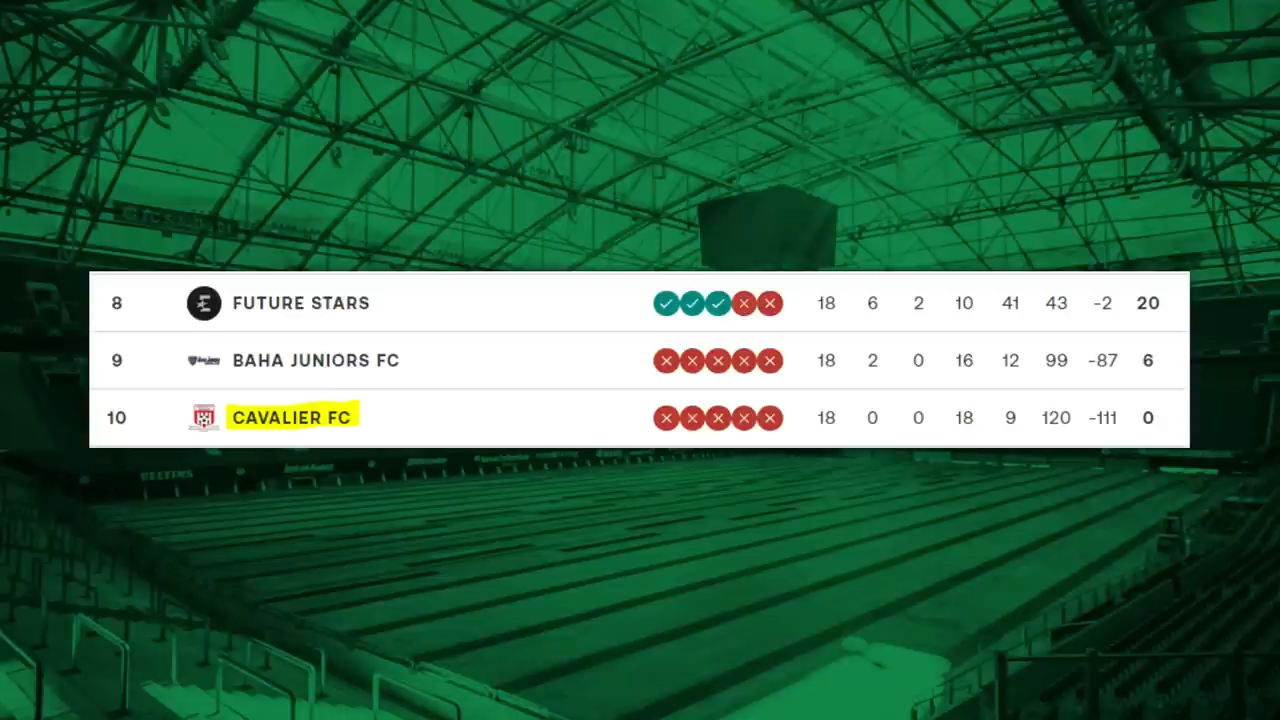 8 FUTURE STARS 18 6 2 10 41 43 -2 20
9 BAHA JUNIORS FC 18 2 0 16 12 99 -87 6
10 CAVALIER FC 18 0 0 18 9 120 -111 0